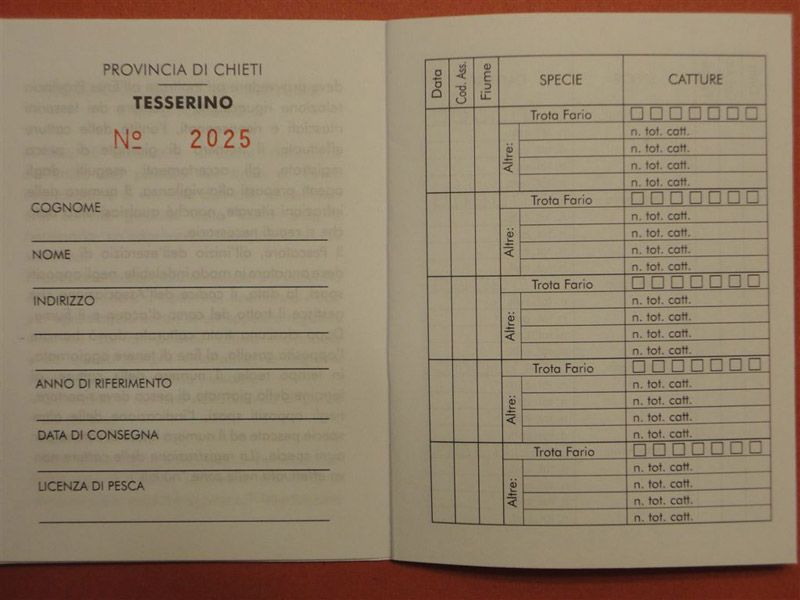 PROVINCIA DI CHIETI
TESSERINO
Nº 2025
COGNOME
NOME
INDIRIZZO
ANNO DI RIFERIMENTO
DATA DI CONSEGNA
LICENZA DI PESCA
Data Cod. Ass. Fiume SPECIE CATTURE
Trota Fario
Altre:
n. tot. catt.
n. tot. catt.
n. tot. catt.
n. tot. catt.
Trota Fario
Altre:
n. tot. catt.
n. tot. catt.
n. tot. catt.
n. tot. catt.
Trota Fario
Altre:
n. tot. catt.
n. tot. catt.
n. tot. catt.
n. tot. catt.
Trota Fario
Altre:
n. tot. catt.
n. tot. catt.
n. tot. catt.
n. tot. catt.
Trota Fario
Altre:
n. tot. catt.
n. tot. catt.
n. tot. catt.
n. tot. catt.